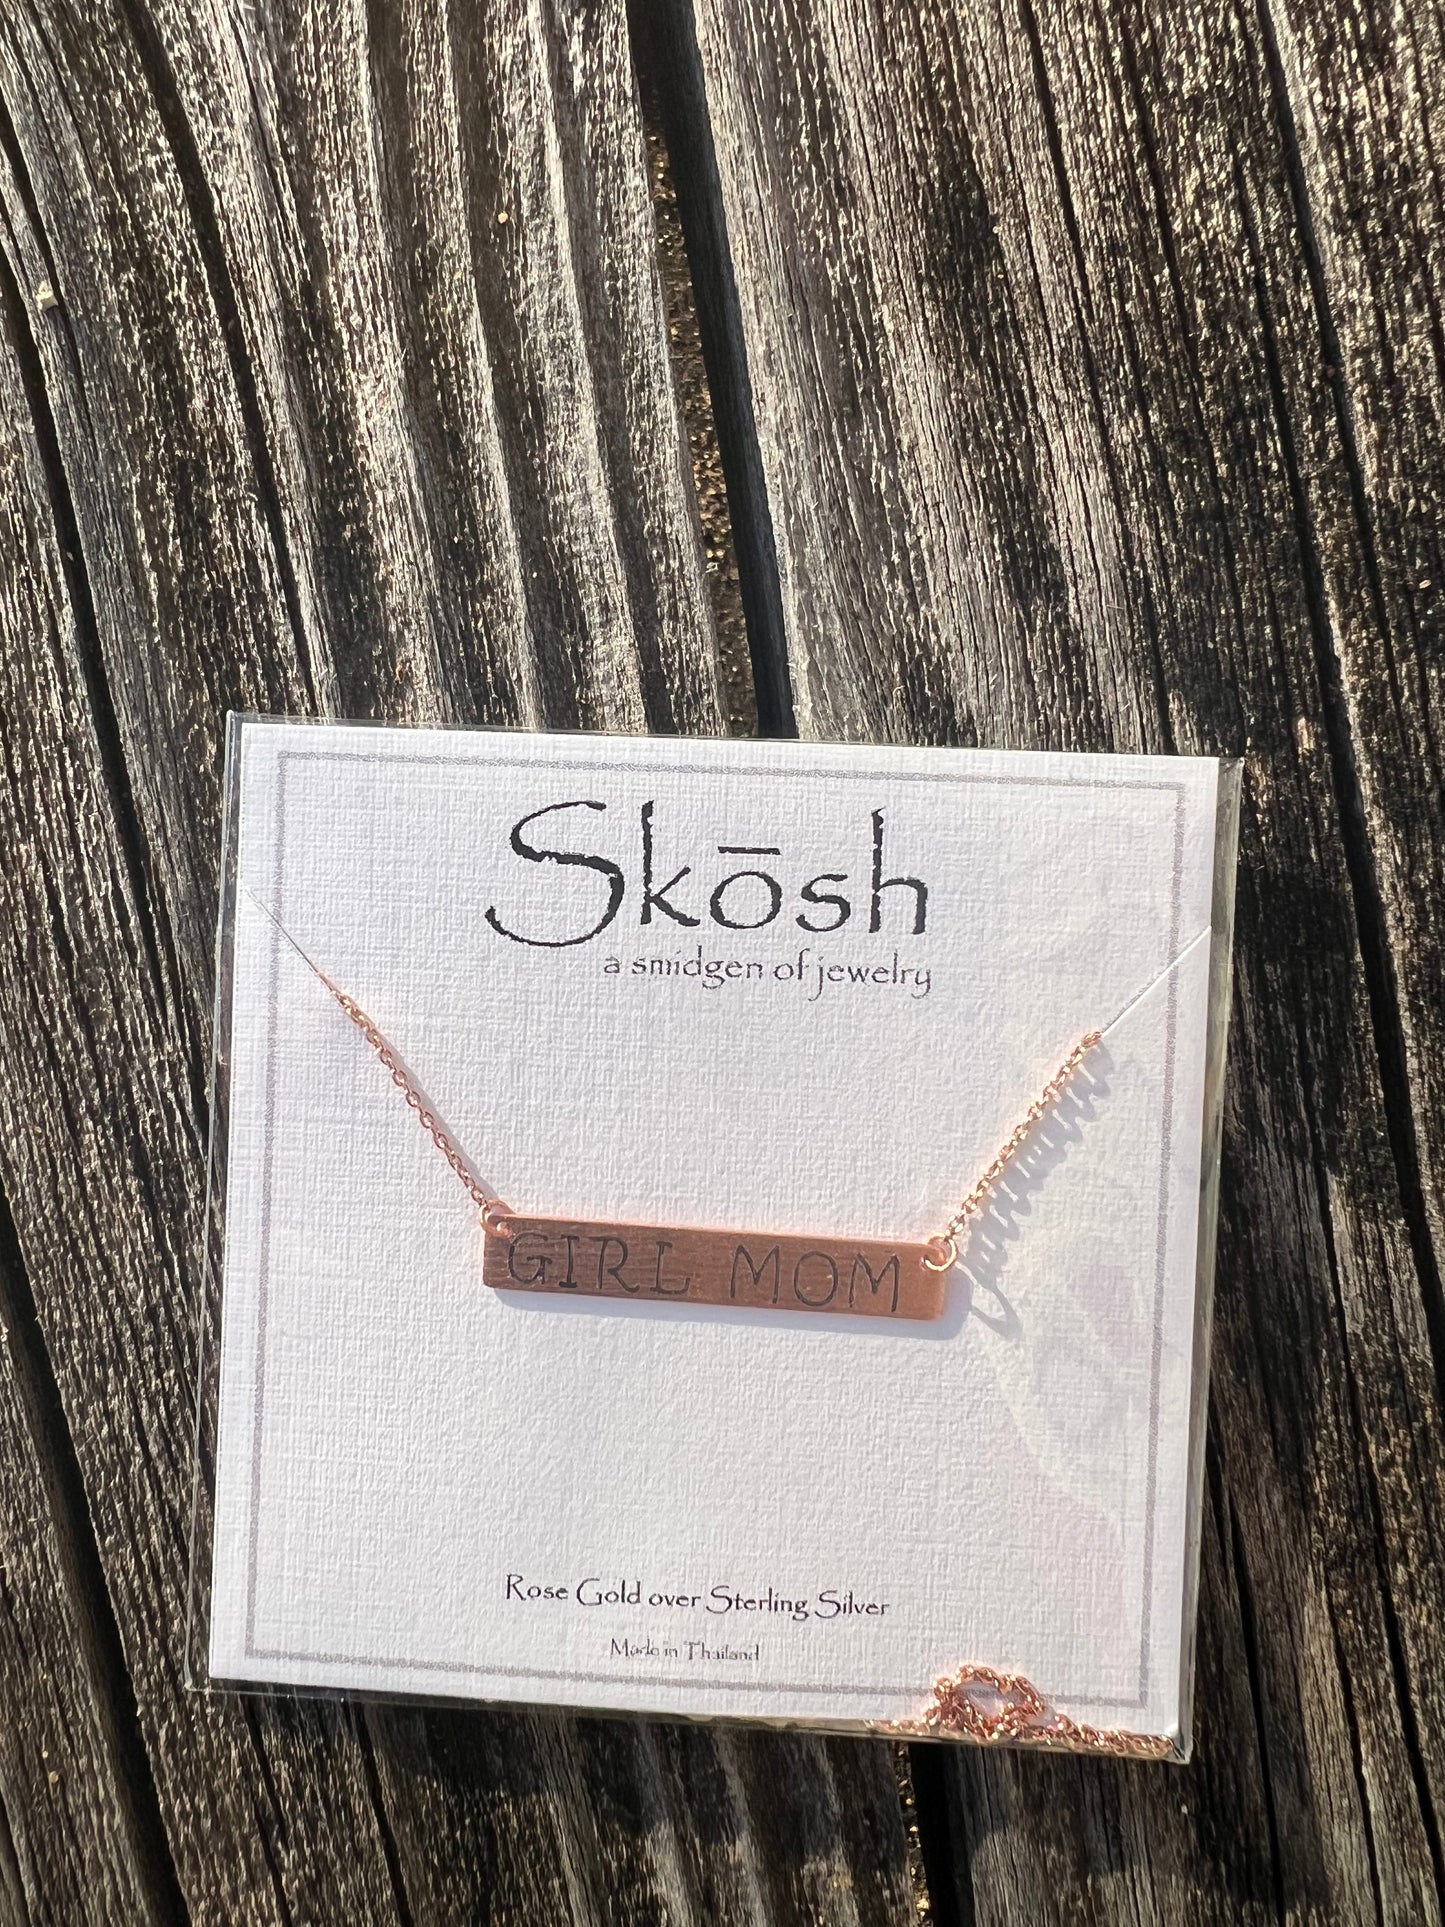 Skōsh
a smidgen of jewelry
GIRL MOM
Rose Gold over Sterling Silver
Made in Thailand